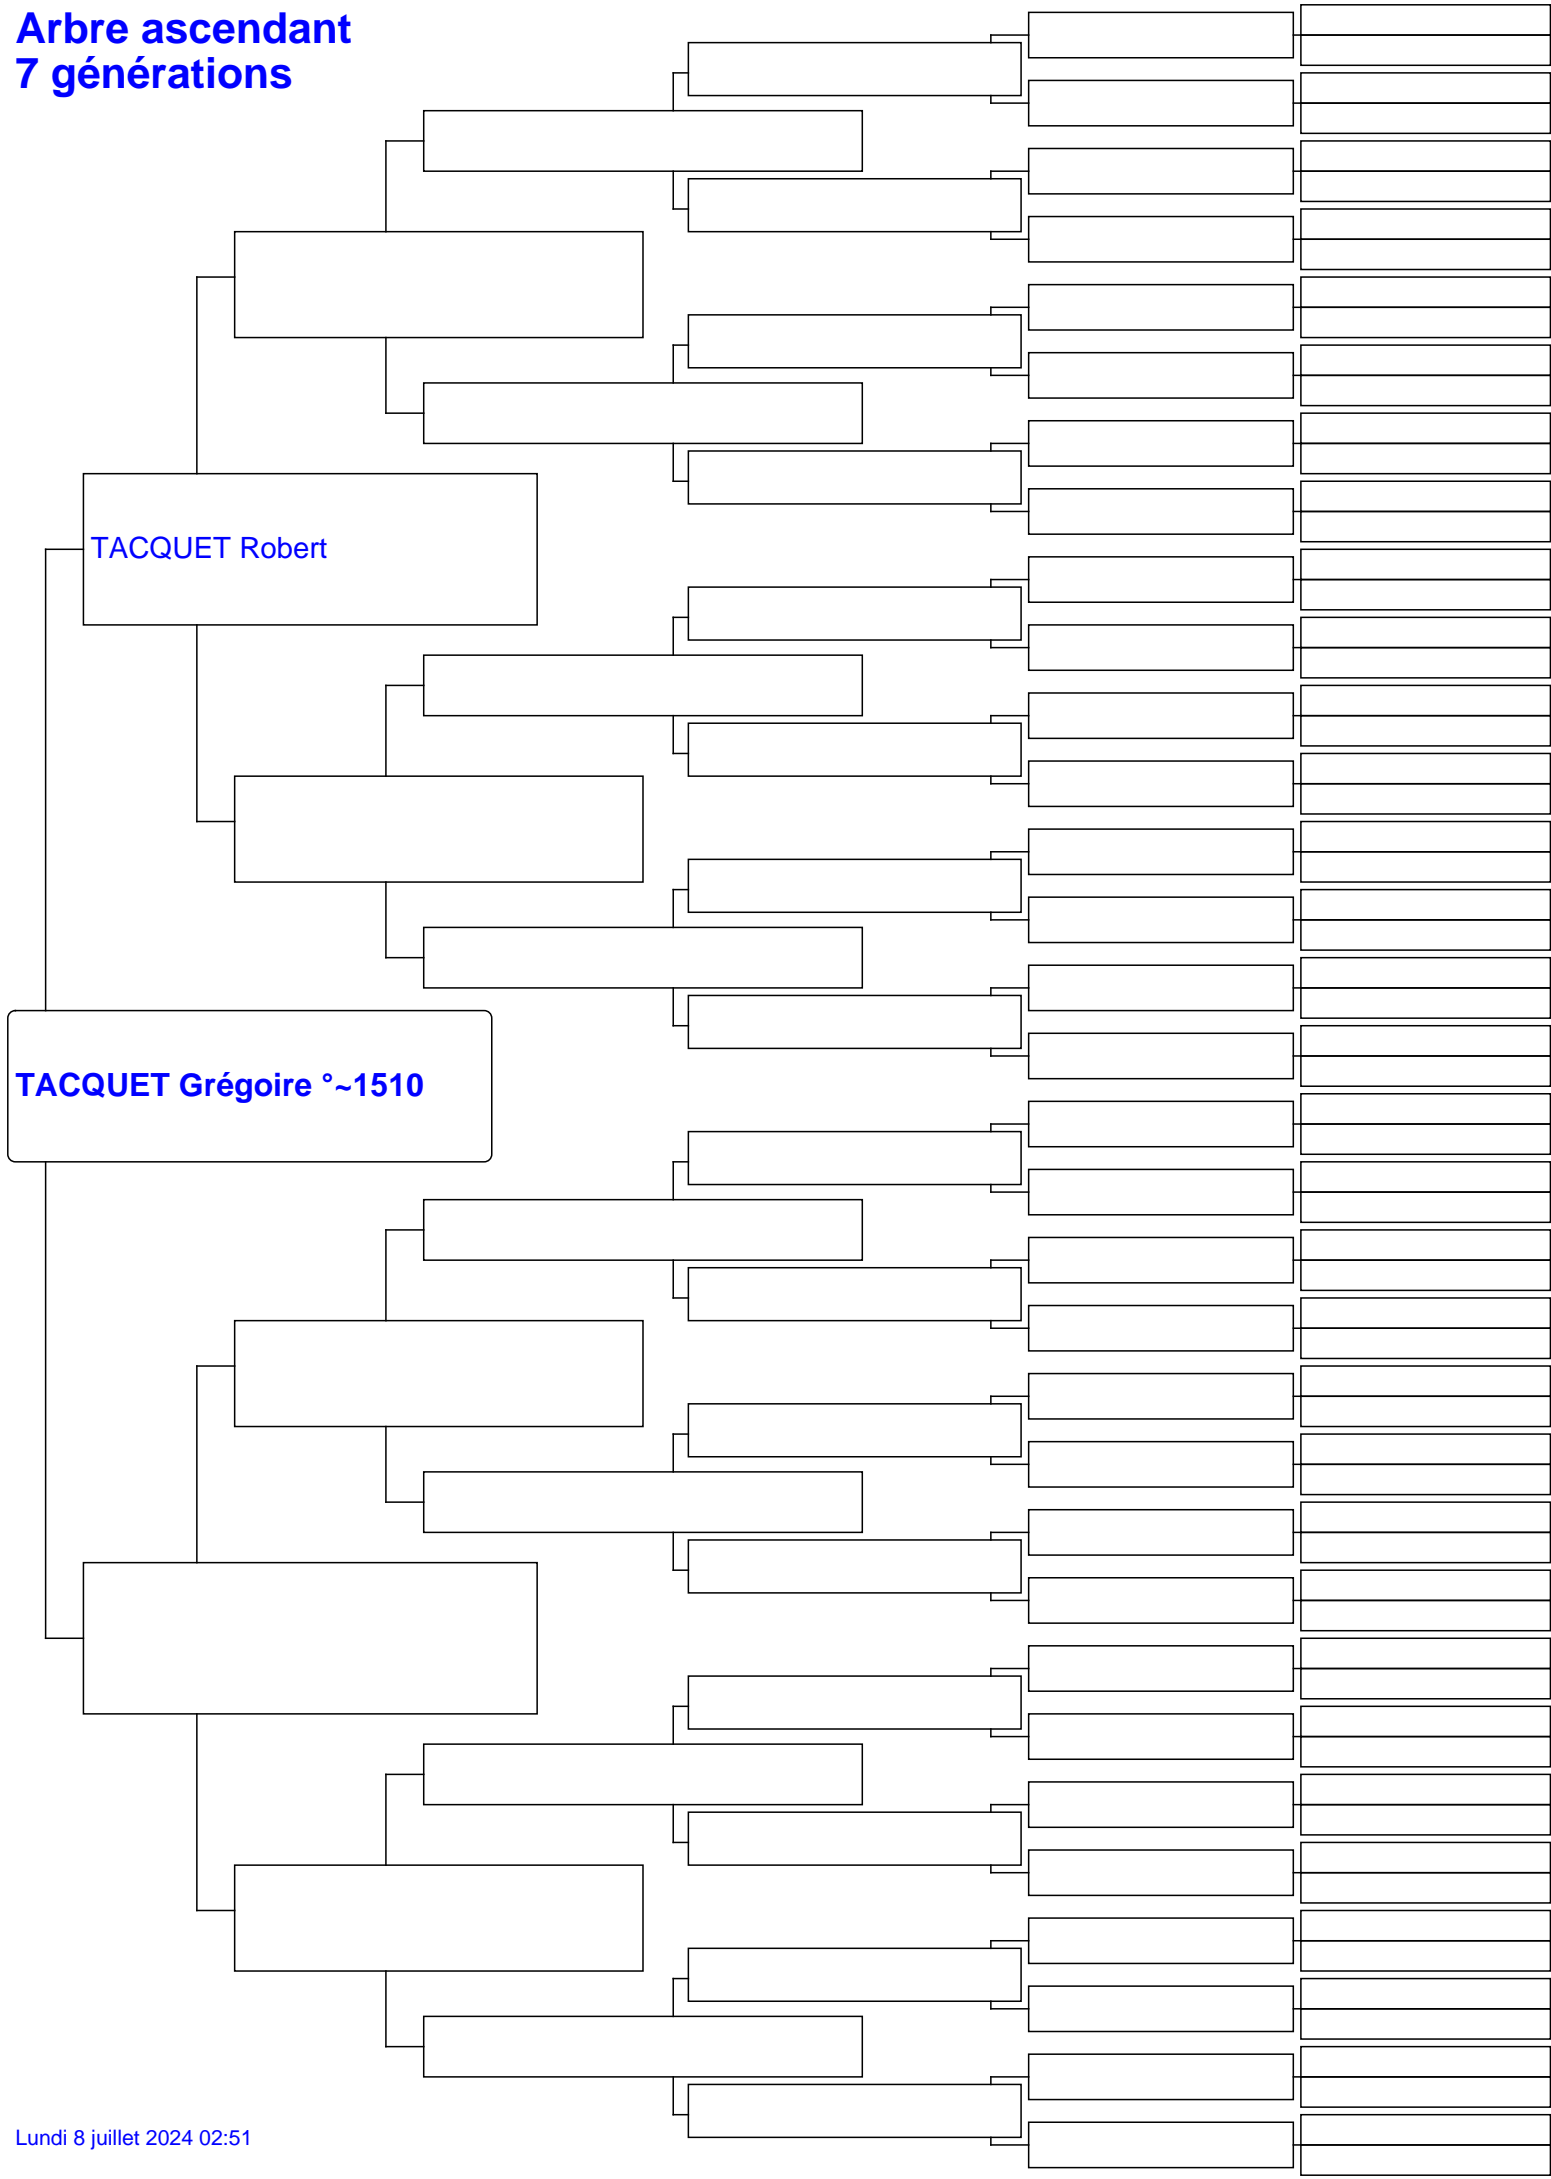 Arbre ascendant
7 générations
TACQUET Robert
TACQUET Grégoire °~1510
Lundi 8 juillet 2024 02:51